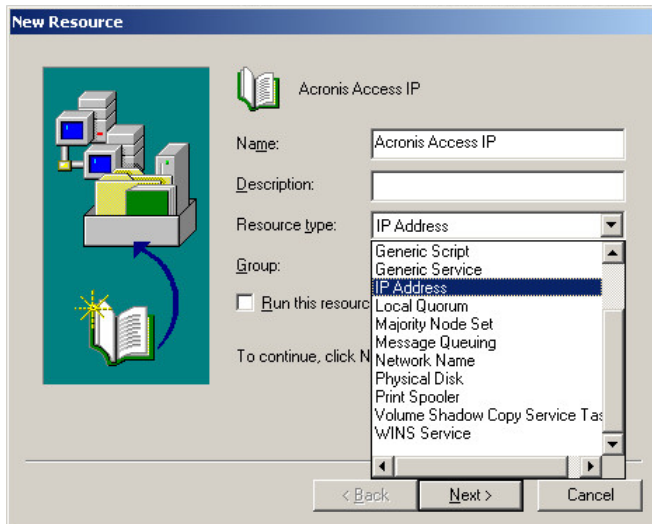 New Resource
Acronis Access IP
Name:
Acronis Access IP
Description:
Resource type:
IP Address
Group:
Generic Script
Generic Service
IP Address
Local Quorum
Majority Node Set
Message Queuing
Network Name
Physical Disk
Print Spooler
Volume Shadow Copy Service Tas
WINS Service
Run this resourc
To continue, click N
< Back
Next >
Cancel